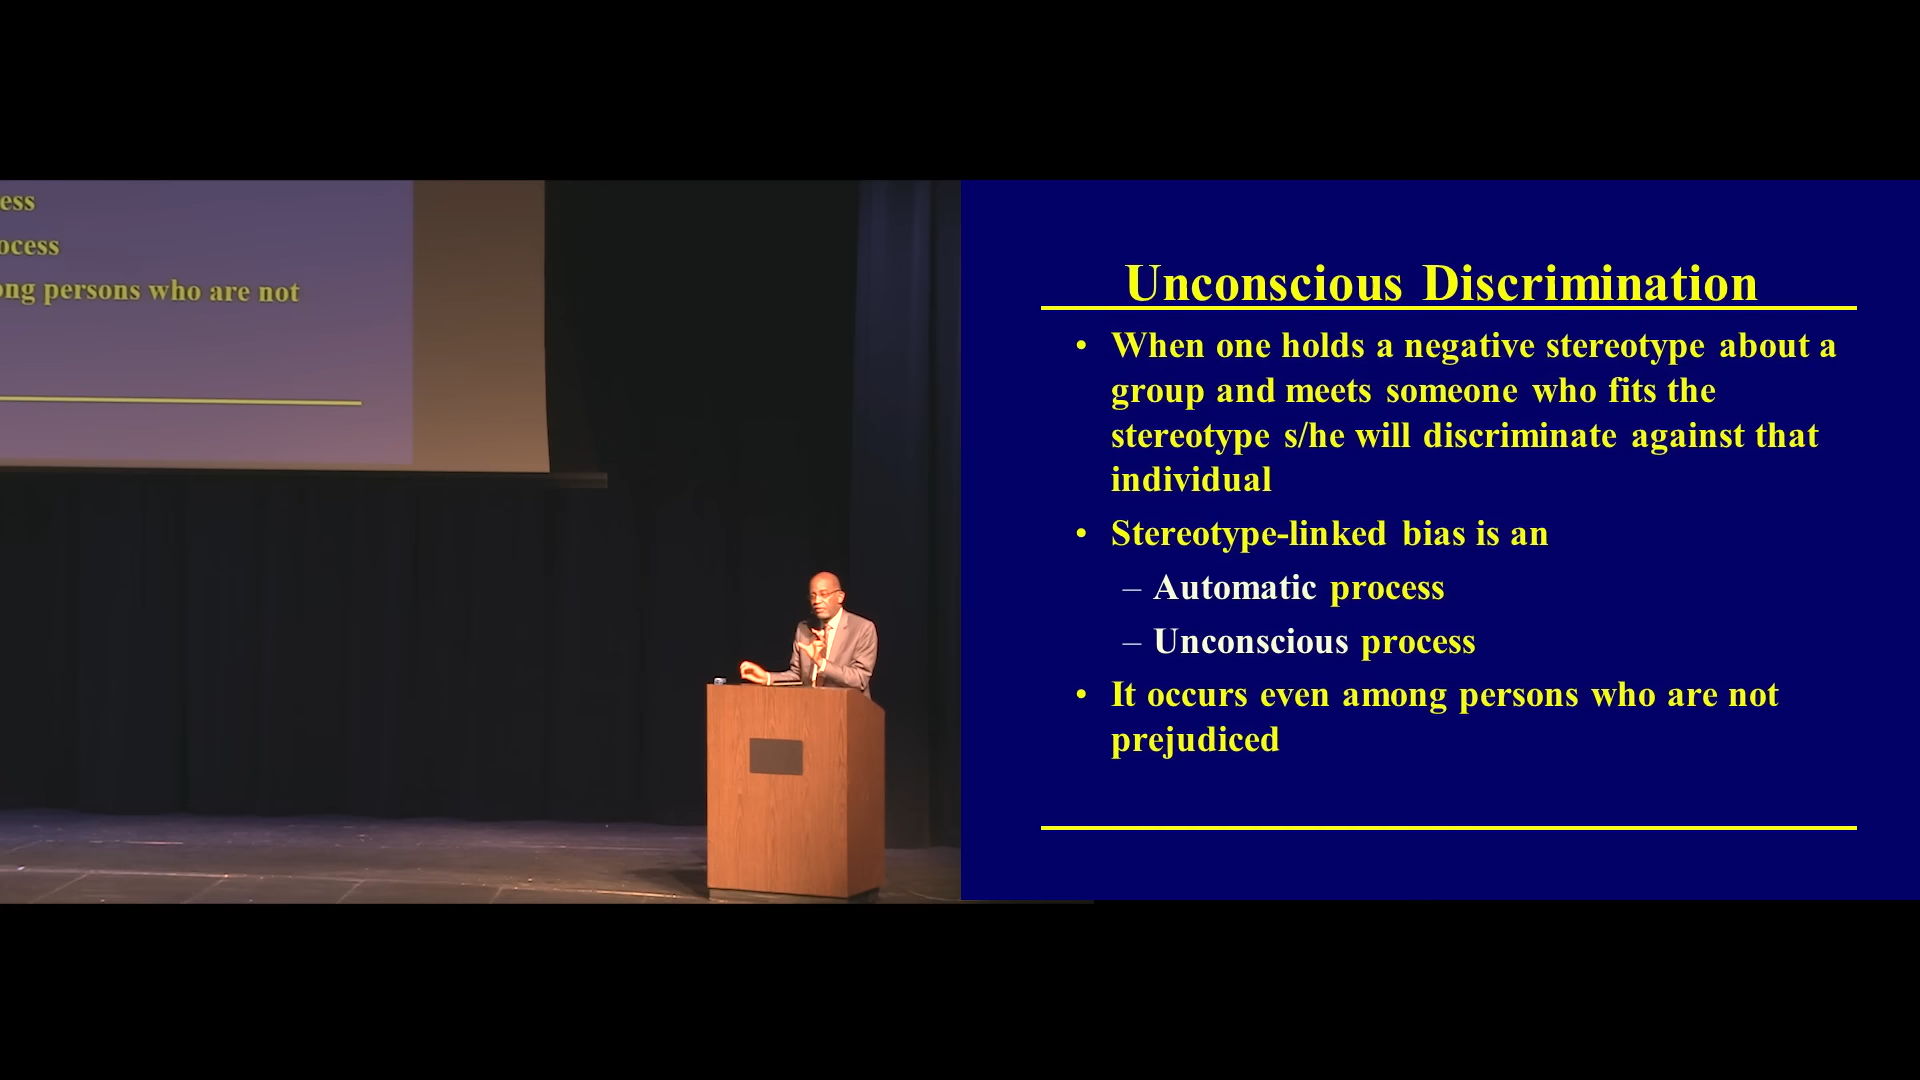 ess
ocess
ong persons who are not
Unconscious Discrimination
• When one holds a negative stereotype about a
group and meets someone who fits the
stereotype s/he will discriminate against that
individual
• Stereotype-linked bias is an
– Automatic process
– Unconscious process
• It occurs even among persons who are not
prejudiced